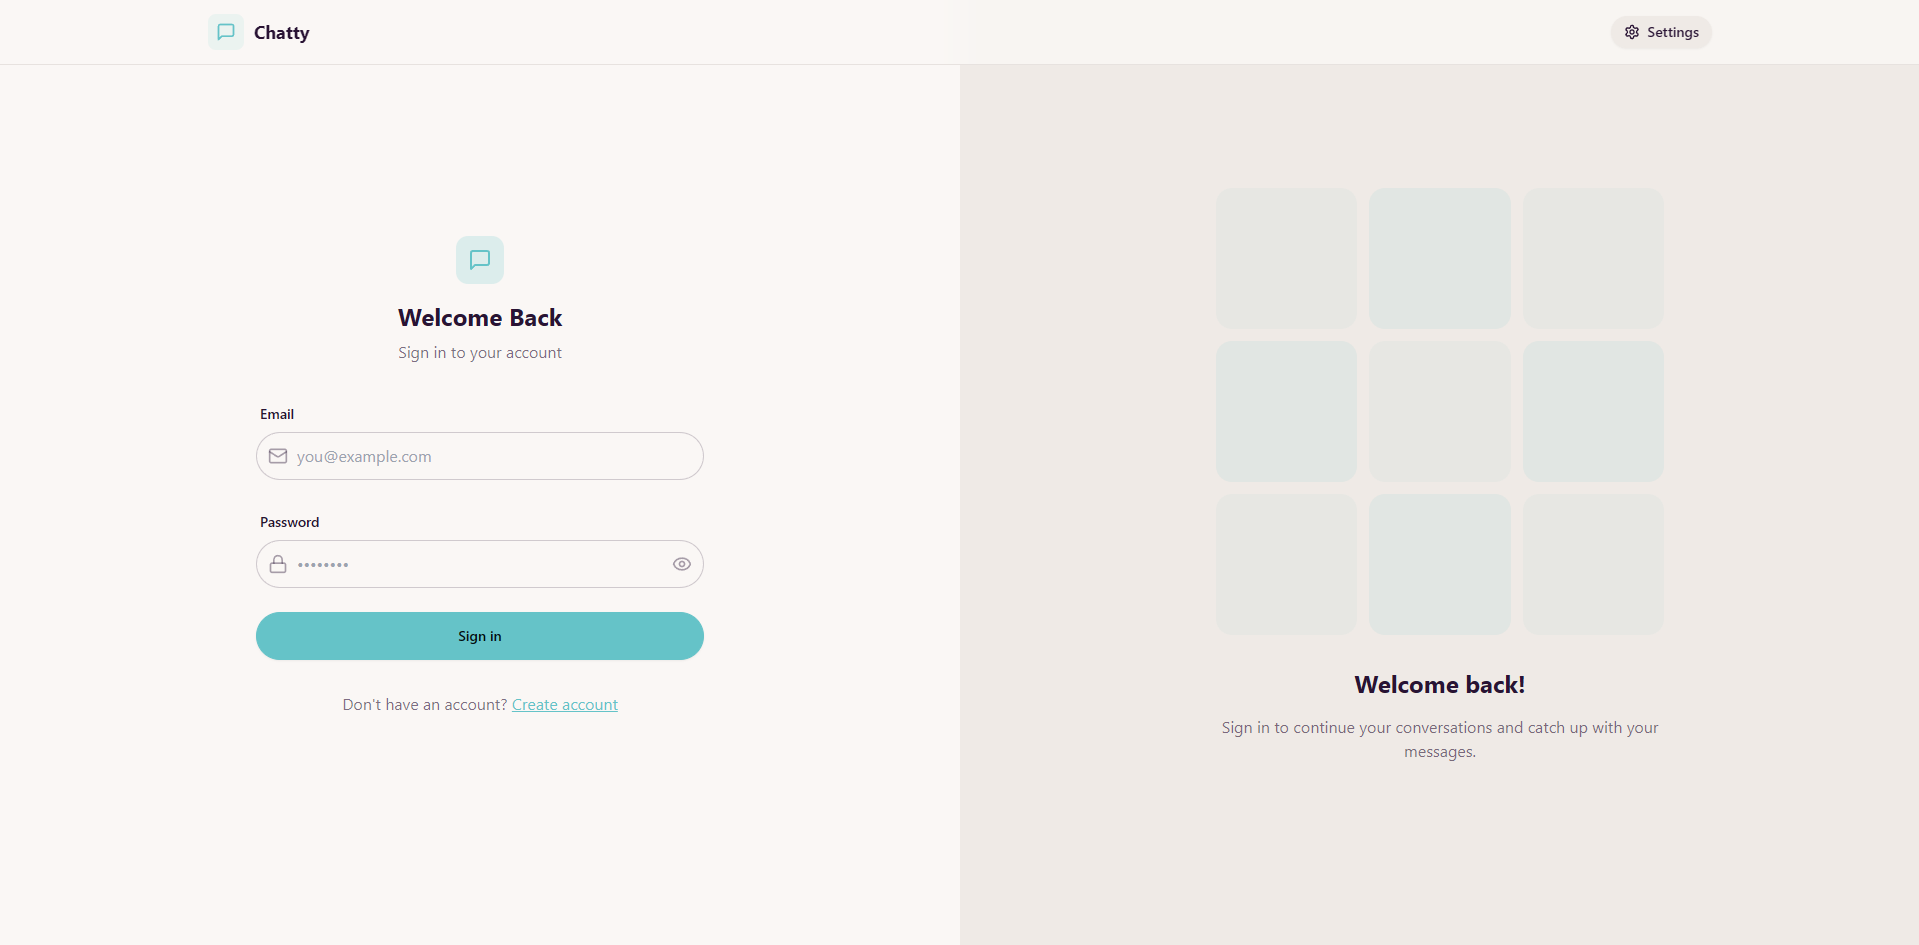 Chatty
Settings
Welcome Back
Sign in to your account
Email
you@example.com
Password
••••••••
Sign in
Don't have an account? Create account
Welcome back!
Sign in to continue your conversations and catch up with your
messages.